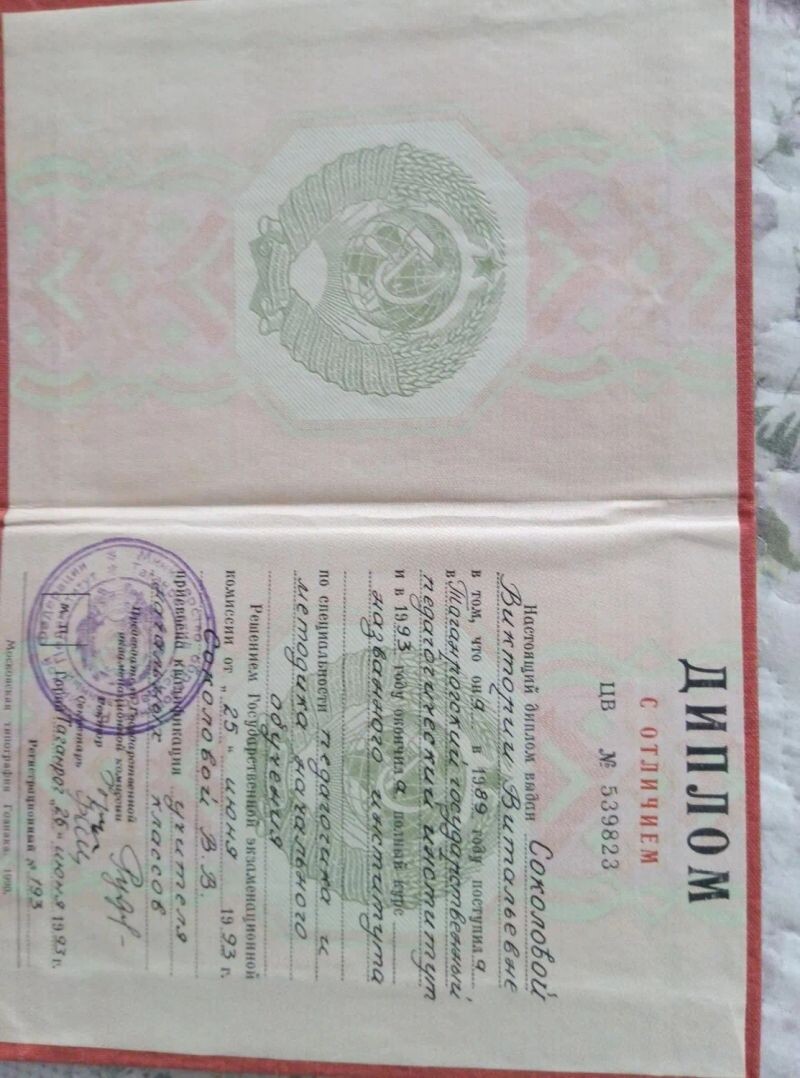 ДИПЛОМ
С ОТЛИЧИЕМ
ЦВ № 539823
Настоящий диплом выдан Соколовой
Виктории Витальевне
в том, что она в 1989 году поступила
в Таганрогский государственный
педагогический институт
и в 1993 году окончила полный курс
названного института
по специальности педагогика и
методика начального
обучения
Решением Государственной экзаменационной
комиссии от „25" июня 1993 г.
Соколовой В.В.
присвоена квалификация учителя
начальных классов
Председатель Государственной
экзаменационной комиссии
Ректор
Секретарь
М.П. Город Таганрог „26" июня 1993 г.
Регистрационный № 193
Московская типография Гознака. 1990.